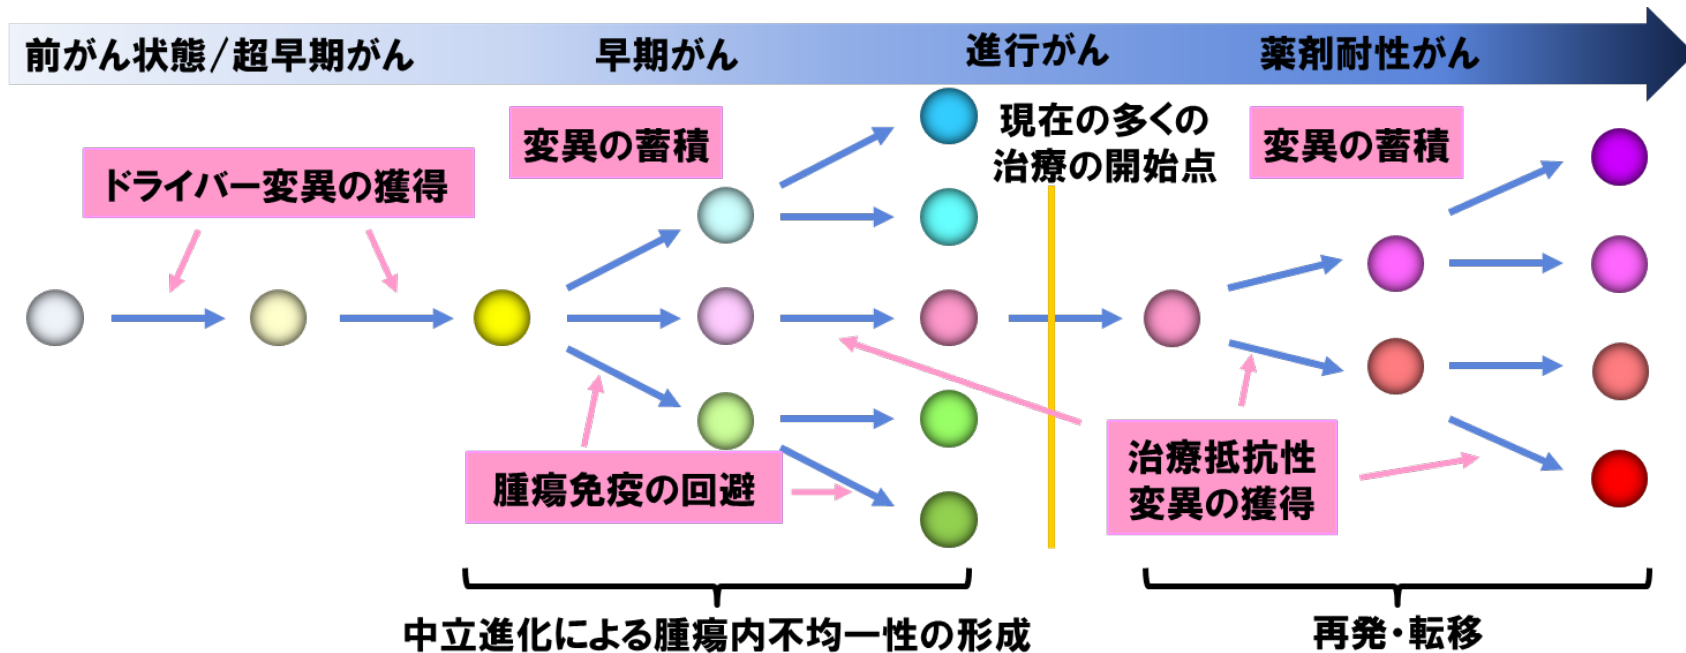 前がん状態/超早期がん
早期がん
進行がん
薬剤耐性がん
ドライバー変異の獲得
変異の蓄積
現在の多くの
治療の開始点
変異の蓄積
腫瘍免疫の回避
治療抵抗性
変異の獲得
中立進化による腫瘍内不均一性の形成
再発・転移